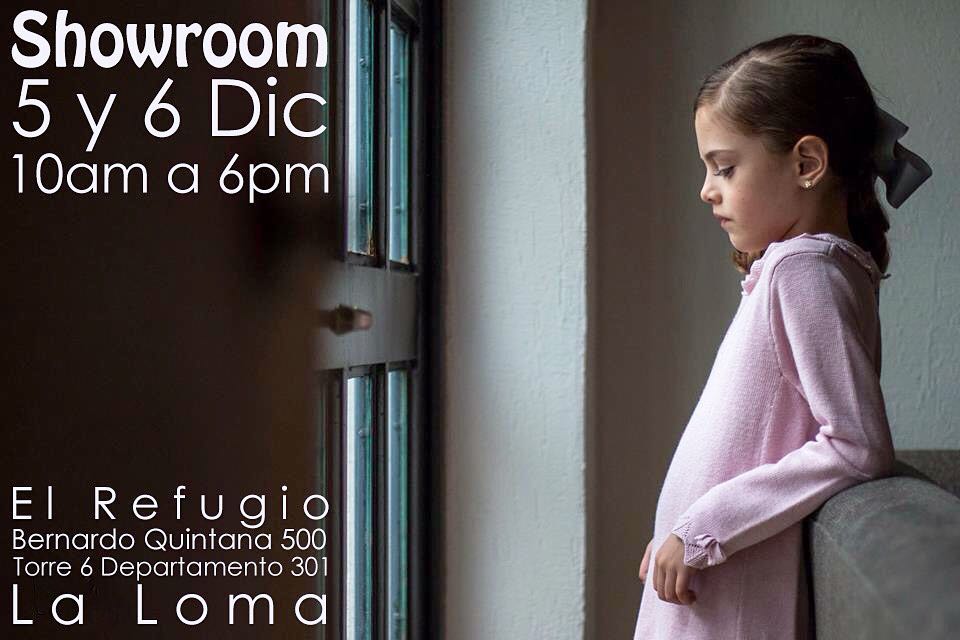 Showroom
5 y 6 Dic
10am a 6pm
El Refugio
Bernardo Quintana 500
Torre 6 Departamento 301
La Loma